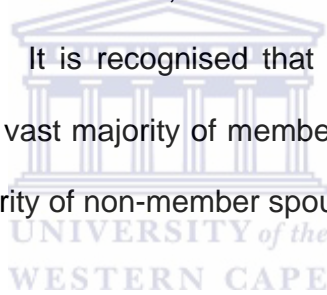 It is recognised that
vast majority of membe
rity of non-member spou
UNIVERSITY of the
WESTERN CAPE